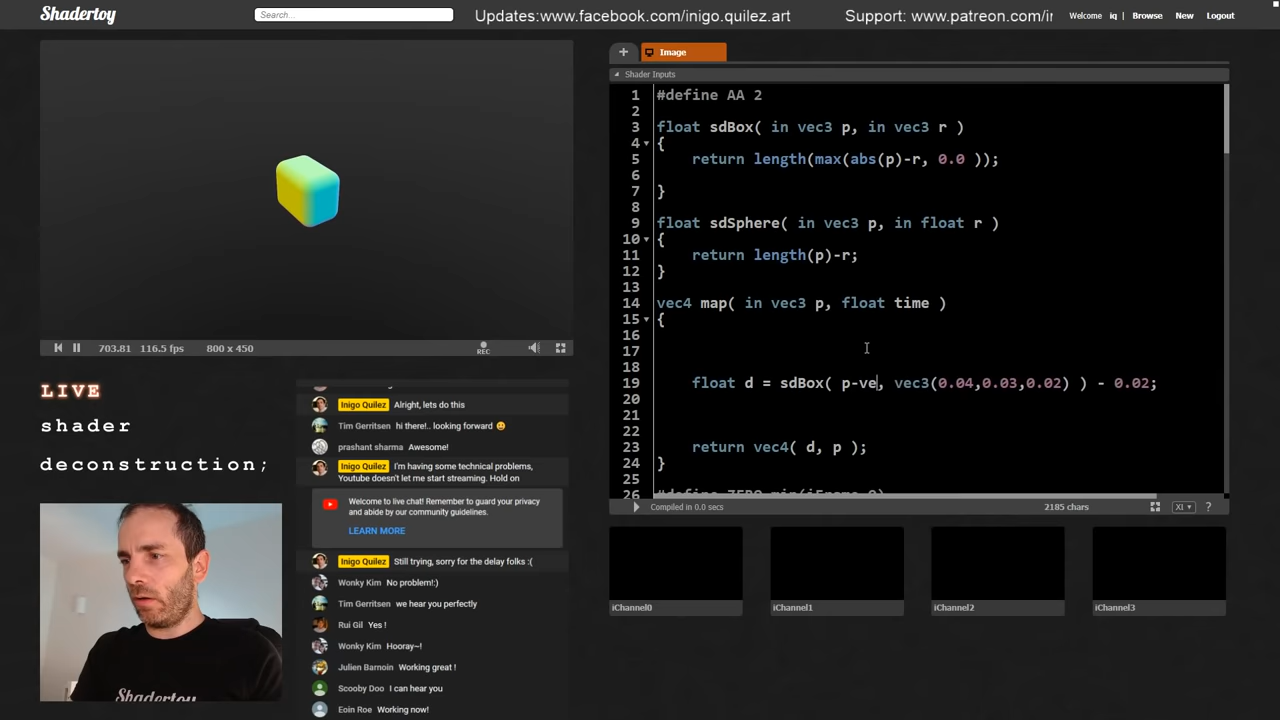 Shadertoy
Search...
Updates:www.facebook.com/inigo.quilez.art
Support: www.patreon.com/ir
Welcome iq | Browse New Logout
+ Image
Shader Inputs
1 #define AA 2
2
3 float sdBox( in vec3 p, in vec3 r )
4 {
5 return length(max(abs(p)-r, 0.0 ));
6
7 }
8
9 float sdSphere( in vec3 p, in float r )
10 {
11 return length(p)-r;
12 }
13
14 vec4 map( in vec3 p, float time )
15 {
16
17
18
19 float d = sdBox( p-ve, vec3(0.04,0.03,0.02) ) - 0.02;
20
21
22
23 return vec4( d, p );
24 }
26 #define ZERO min(iFrame,0)
703.81 116.5 fps 800 x 450
REC
Compiled in 0.0 secs
2185 chars
XI ?
LIVE
shader
deconstruction;
Inigo Quilez Alright, lets do this
Tim Gerritsen hi there!.. looking forward
prashant sharma Awesome!
Inigo Quilez I'm having some technical problems,
Youtube doesn't let me start streaming. Hold on
Welcome to live chat! Remember to guard your privacy
and abide by our community guidelines.
LEARN MORE
Inigo Quilez Still trying, sorry for the delay folks :(
Wonky Kim No problem!:)
Tim Gerritsen we hear you perfectly
Rui Gil Yes !
Wonky Kim Hooray~!
Julien Barnoin Working great !
Scooby Doo I can hear you
Eoin Roe Working now!
iChannel0
iChannel1
iChannel2
iChannel3
Shadertoy